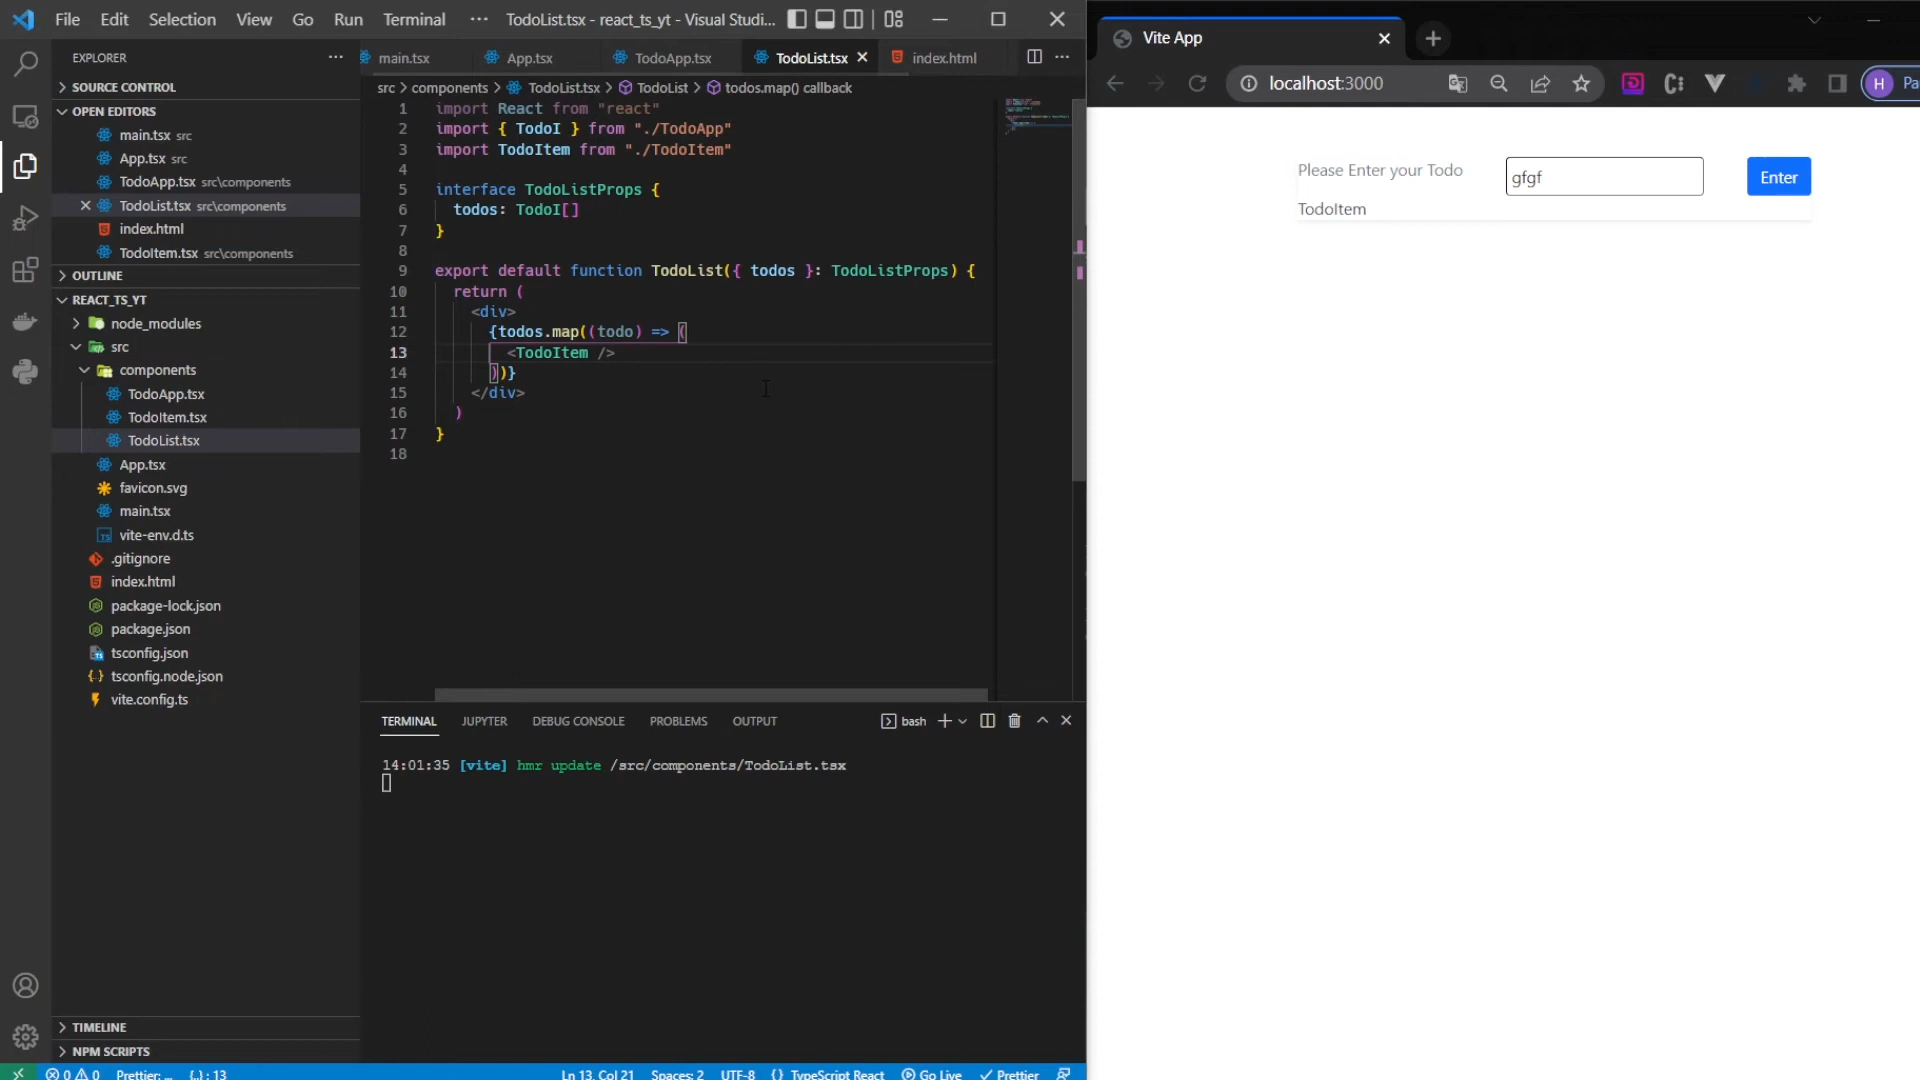 File Edit Selection View Go Run Terminal ··· TodoList.tsx - react_ts_yt - Visual Studi...
EXPLORER ···
SOURCE CONTROL
OPEN EDITORS
main.tsx src
App.tsx src
TodoApp.tsx src\components
TodoList.tsx src\components
index.html
TodoItem.tsx src\components
OUTLINE
REACT_TS_YT
node_modules
src
components
TodoApp.tsx
TodoItem.tsx
TodoList.tsx
App.tsx
favicon.svg
main.tsx
vite-env.d.ts
.gitignore
index.html
package-lock.json
package.json
tsconfig.json
tsconfig.node.json
vite.config.ts
TIMELINE
NPM SCRIPTS
main.tsx App.tsx TodoApp.tsx TodoList.tsx index.html
src > components > TodoList.tsx > TodoList > todos.map() callback
1 import React from "react"
2 import { TodoI } from "./TodoApp"
3 import TodoItem from "./TodoItem"
4
5 interface TodoListProps {
6 todos: TodoI[]
7 }
8
9 export default function TodoList({ todos }: TodoListProps) {
10 return (
11 <div>
12 {todos.map((todo) => (
13 <TodoItem />
14 ))}
15 </div>
16 )
17 }
18
TERMINAL JUPYTER DEBUG CONSOLE PROBLEMS OUTPUT bash
14:01:35 [vite] hmr update /src/components/TodoList.tsx
0 0 Prettier: ... {..} : 13 Ln 13, Col 21 Spaces: 2 UTF-8 {} TypeScript React Go Live Prettier
Vite App
localhost:3000 H Pa
Please Enter your Todo gfgf Enter
TodoItem